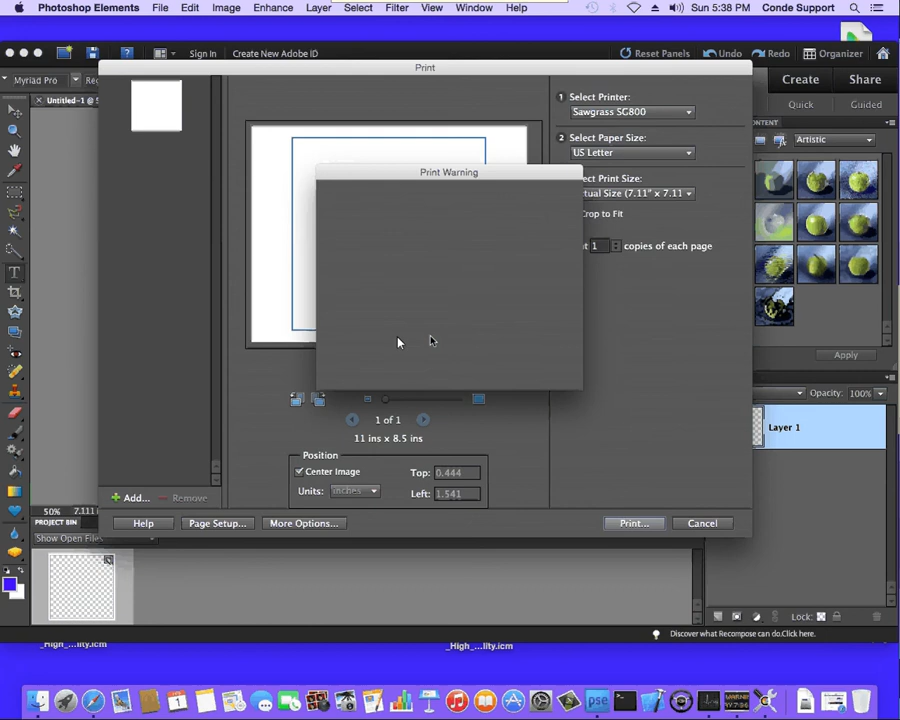 Photoshop Elements File Edit Image Enhance Layer Select Filter View Window Help Sun 5:38 PM Conde Support
Sign In Create New Adobe ID Reset Panels Undo Redo Organizer
Print
Myriad Pro
Create Share
Untitled-1 @
Quick Guided
1 Select Printer:
Sawgrass SG800
Artistic
2 Select Paper Size:
US Letter
Print Warning
elect Print Size:
tual Size (7.11" x 7.11
Crop to Fit
t 1 copies of each page
Apply
Opacity: 100%
1 of 1
Layer 1
11 ins x 8.5 ins
Position
Center Image Top: 0.444
Units: inches Left: 1.541
Add... Remove
50% 7.111
PROJECT BIN
Help Page Setup... More Options... Print... Cancel
Show Open Files
Lock:
Discover what Recompose can do.Click here.
_High_...lity.icm _High_...lity.icm